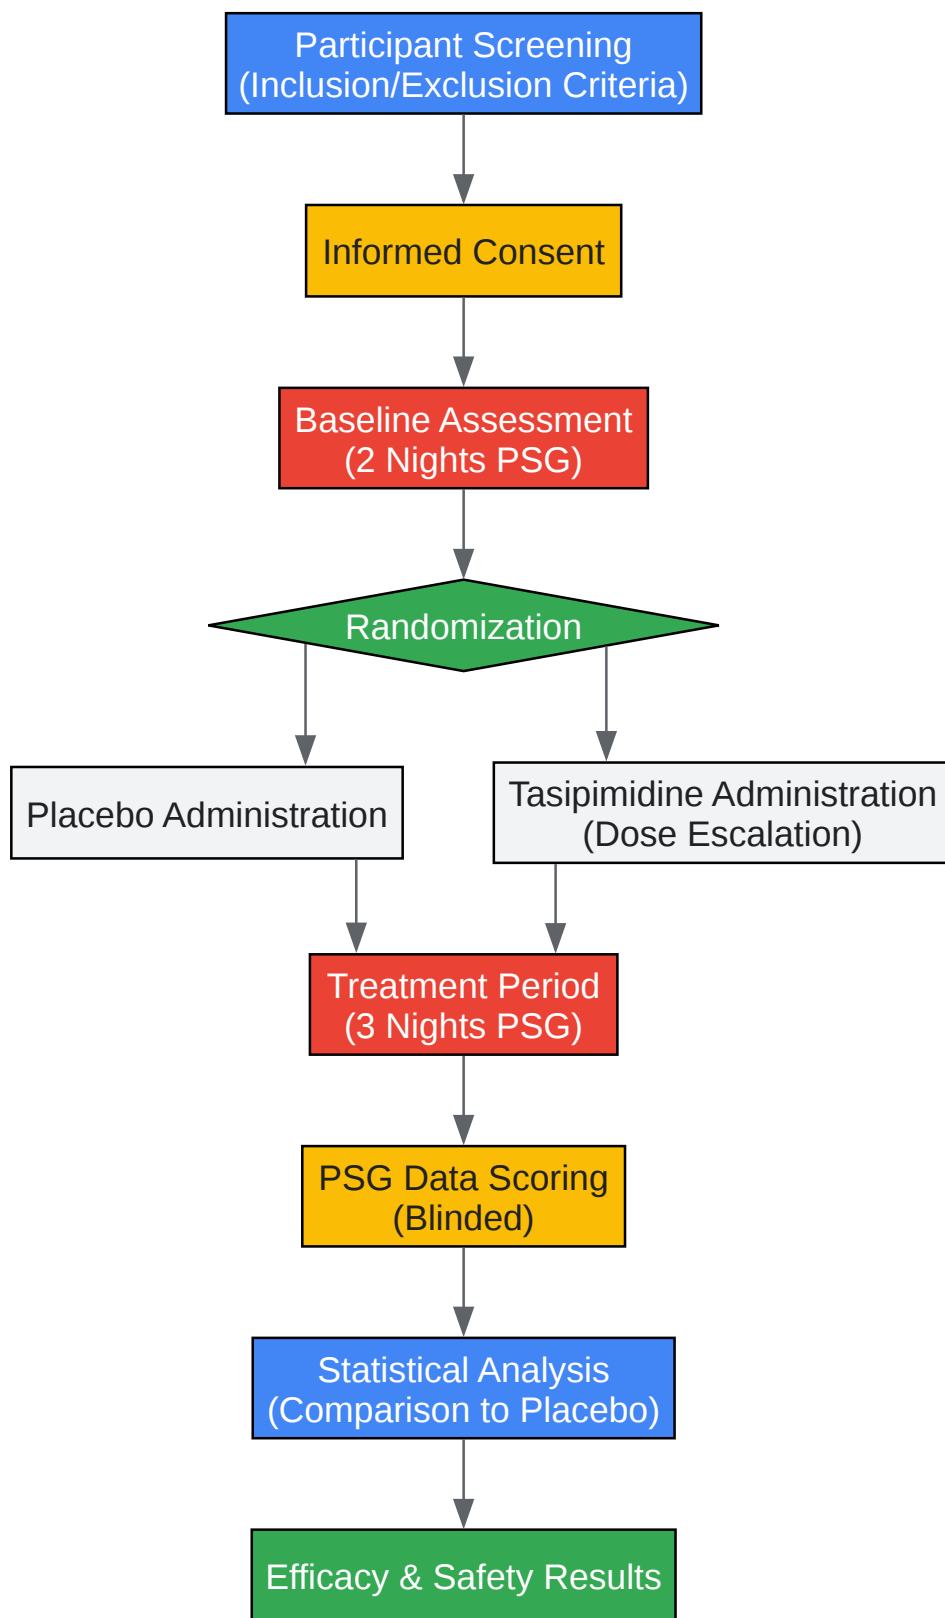 Participant Screening
(Inclusion/Exclusion Criteria)
Informed Consent
Baseline Assessment
(2 Nights PSG)
Randomization
Placebo Administration
Tasipimidine Administration
(Dose Escalation)
Treatment Period
(3 Nights PSG)
PSG Data Scoring
(Blinded)
Statistical Analysis
(Comparison to Placebo)
Efficacy & Safety Results